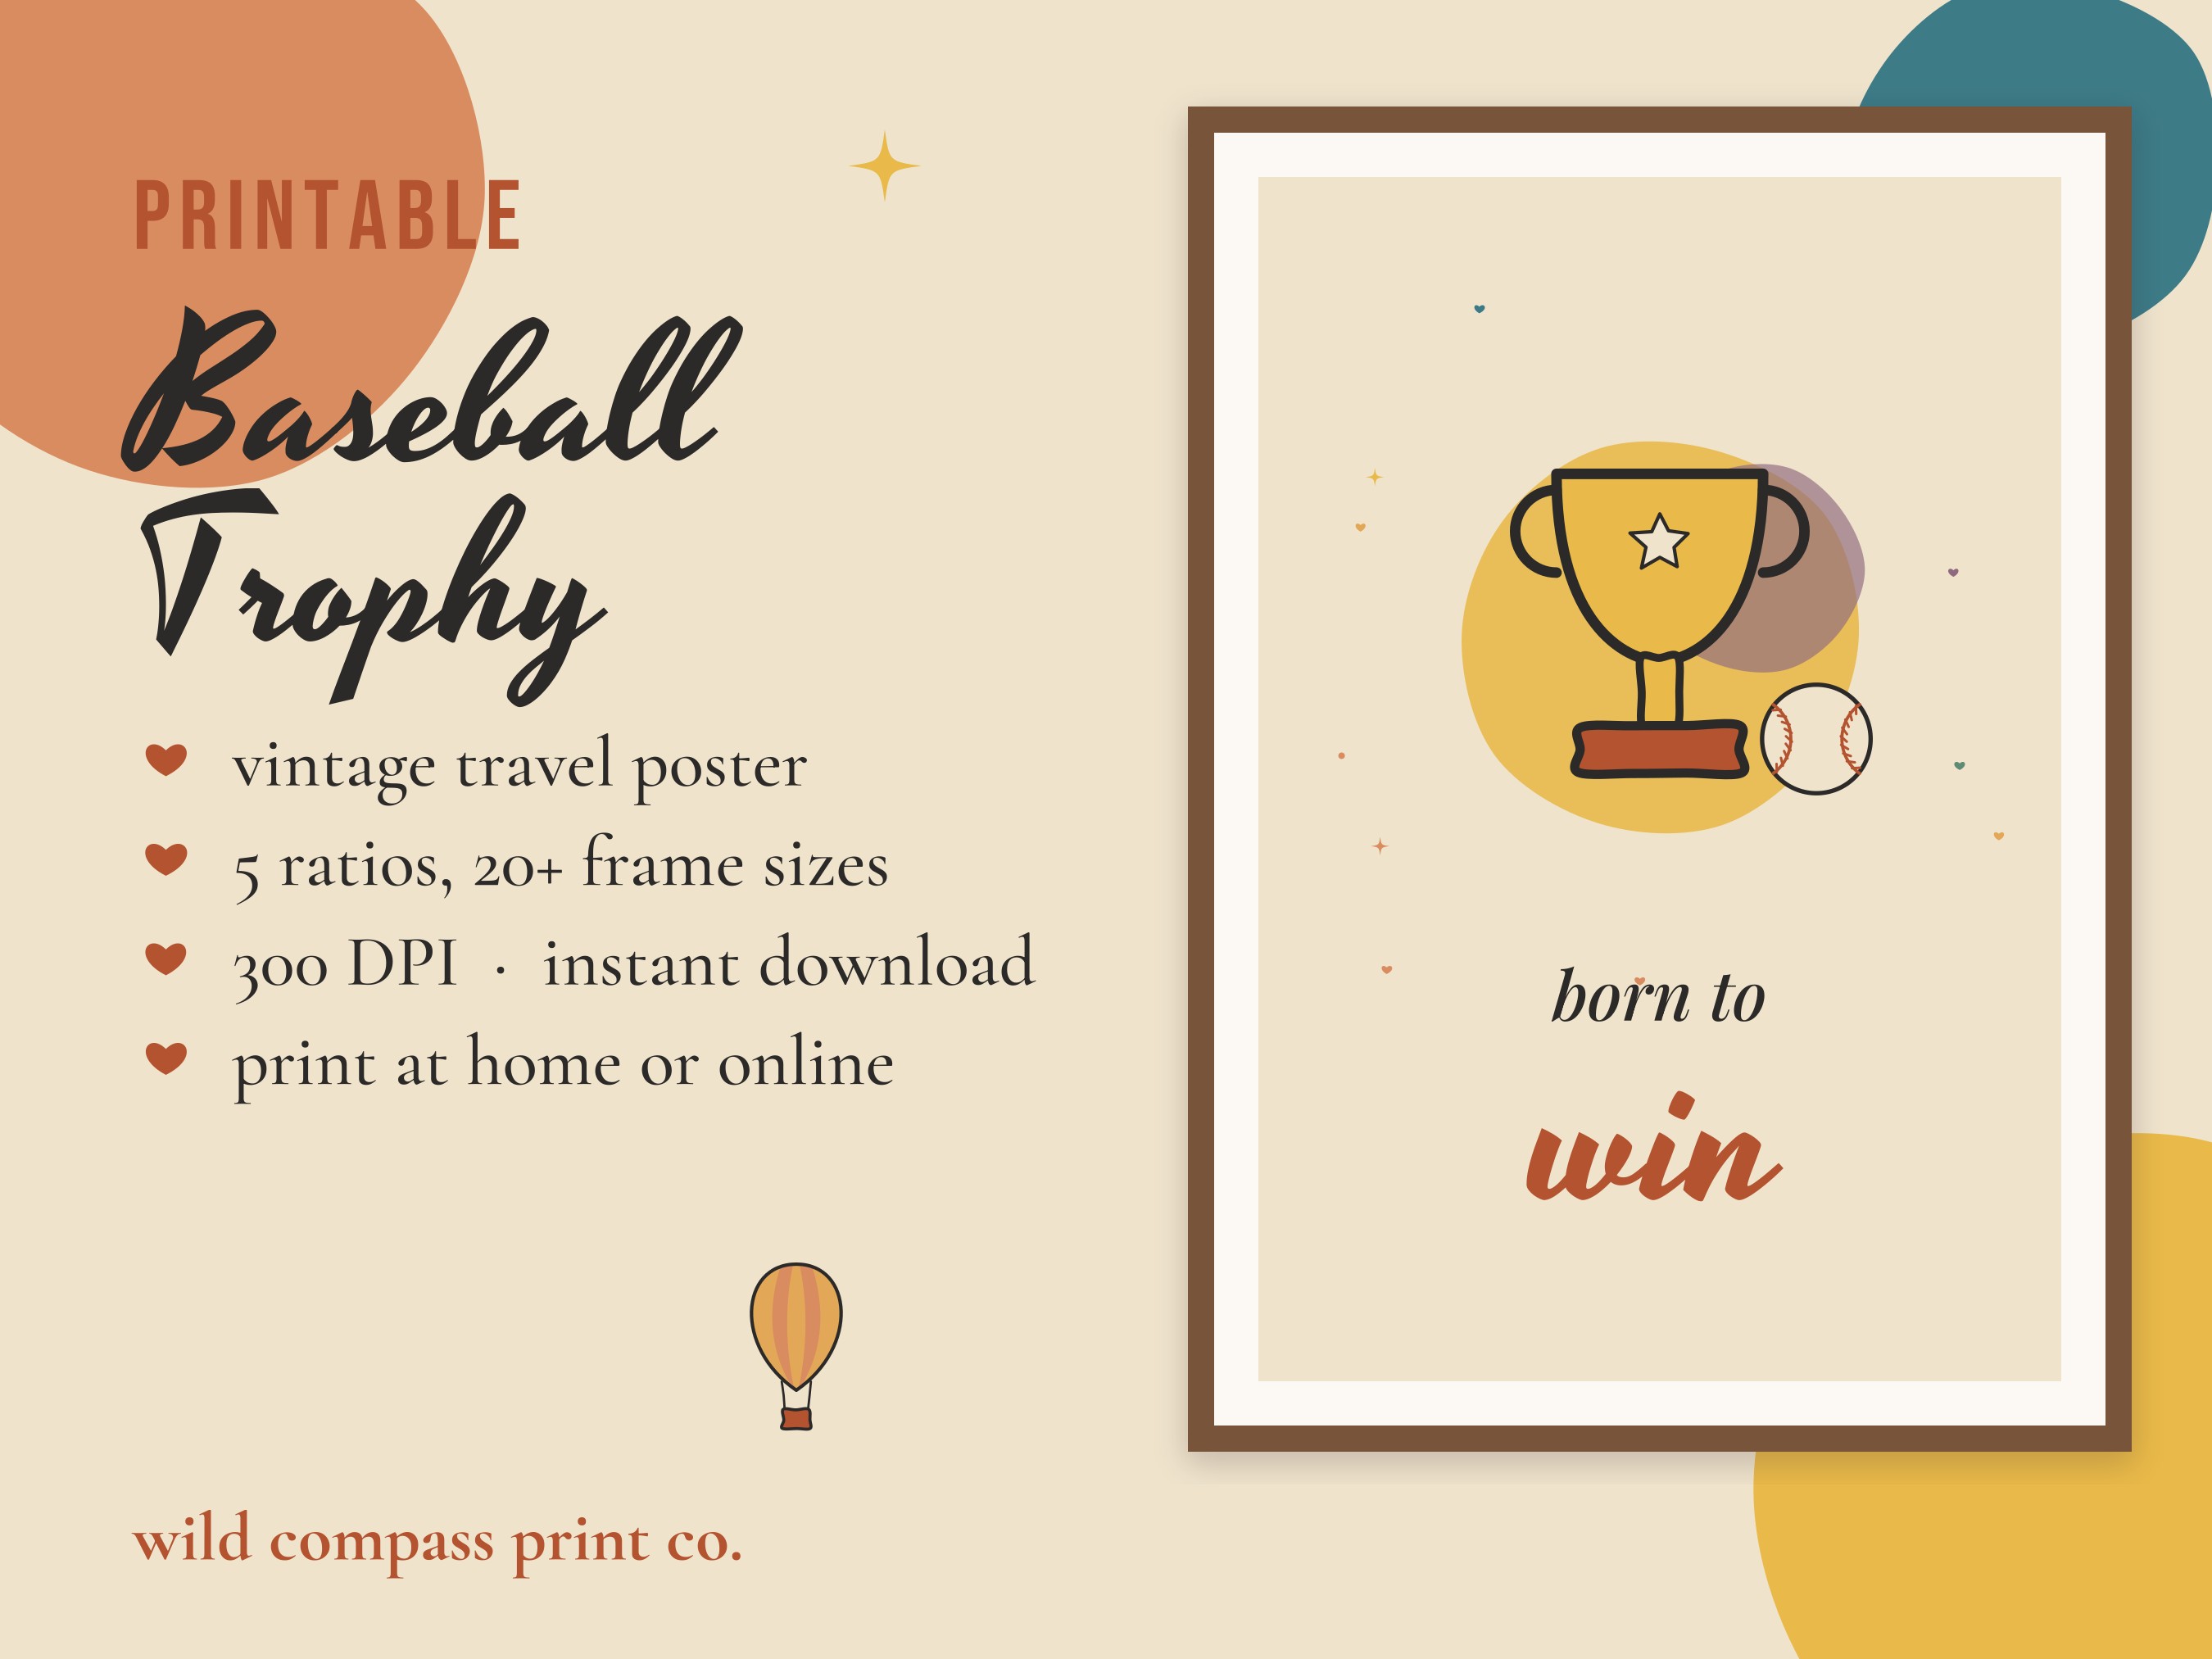 PRINTABLE
Baseball
Trophy
vintage travel poster
5 ratios, 20+ frame sizes
300 DPI · instant download
print at home or online
wild compass print co.
born to
win